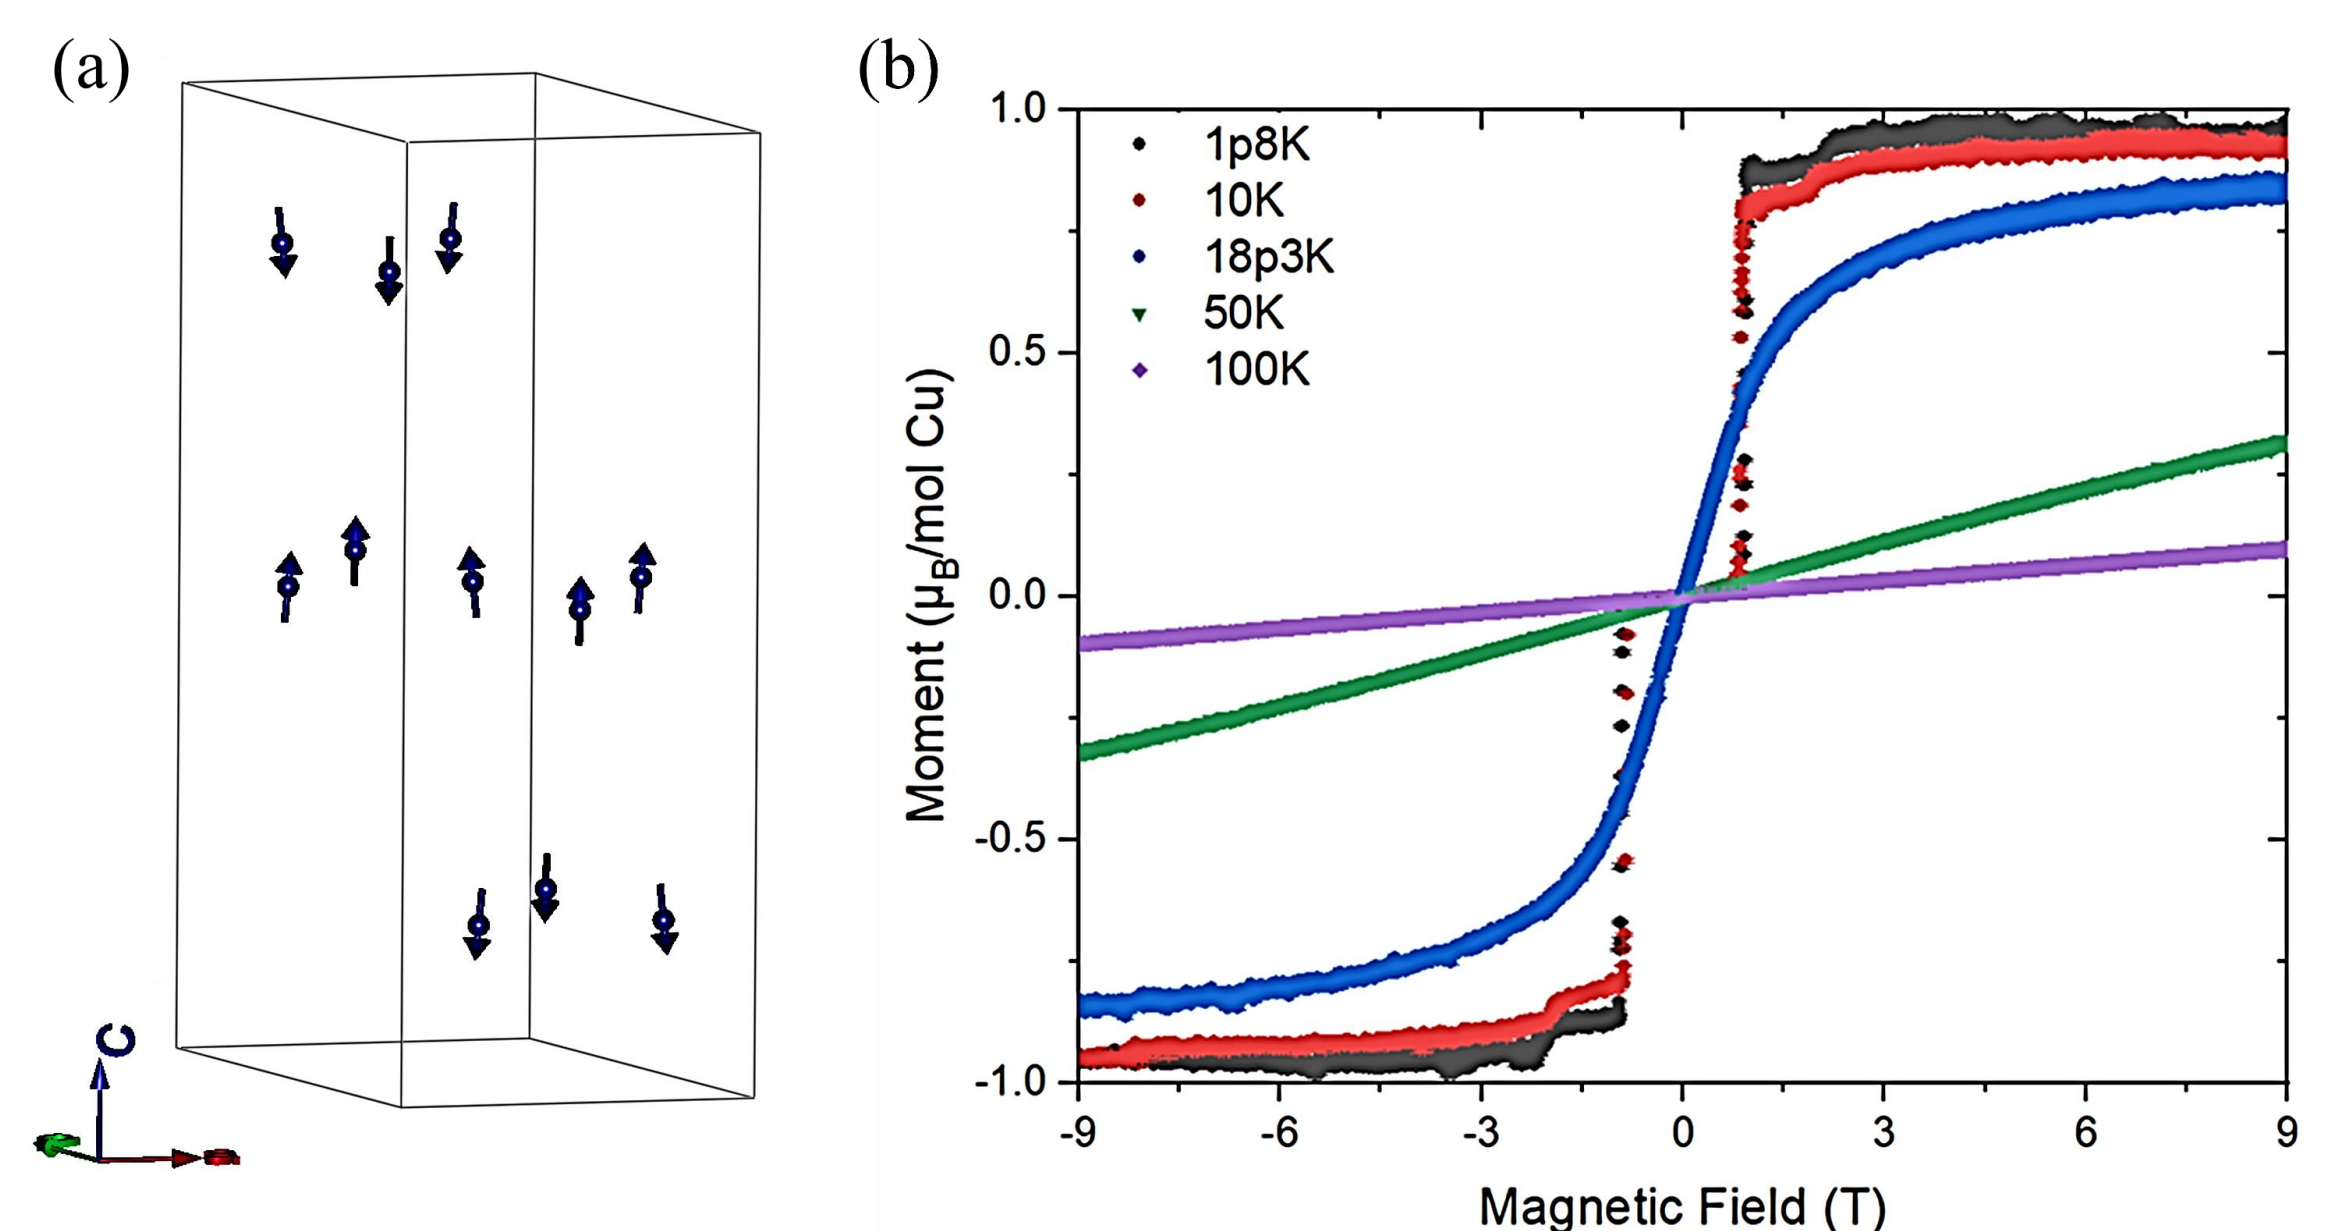 (a)
C
(b)
1.0
0.5
0.0
-0.5
-1.0
Moment (μB/mol Cu)
1p8K
10K
18p3K
50K
100K
-9 -6 -3 0 3 6 9
Magnetic Field (T)